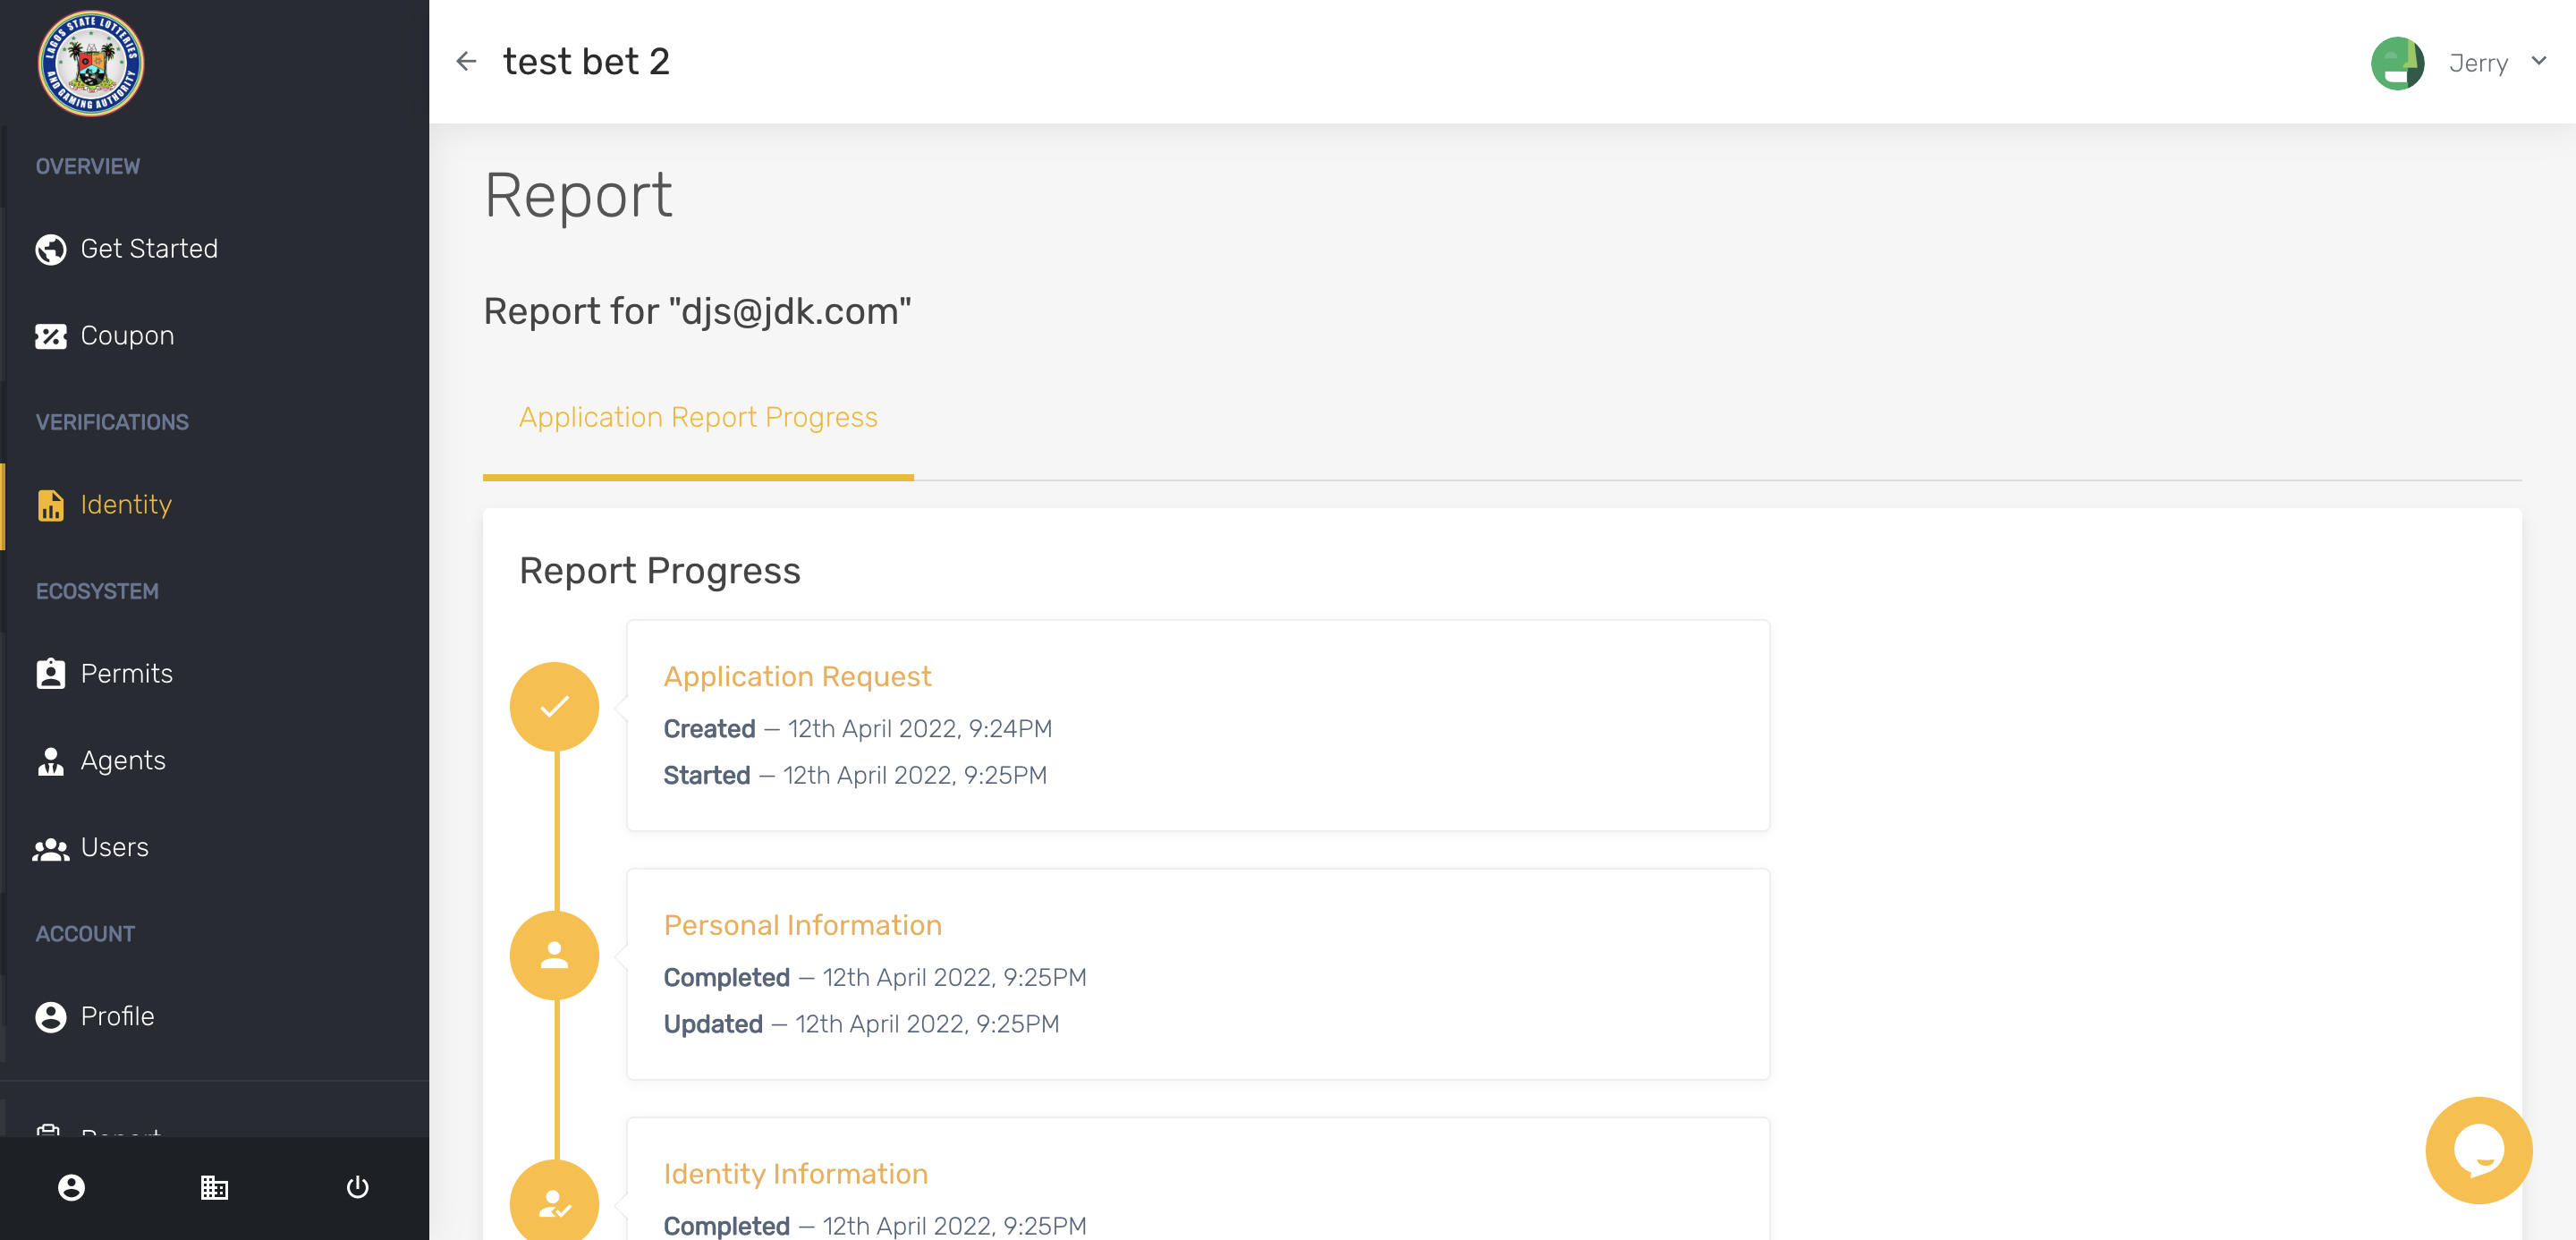 LAGOS STATE LOTTERIES
AND GAMING AUTHORITY
OVERVIEW
Get Started
Coupon
VERIFICATIONS
Identity
ECOSYSTEM
Permits
Agents
Users
ACCOUNT
Profile
Report
test bet 2
Jerry
Report
Report for "djs@jdk.com"
Application Report Progress
Report Progress
Application Request
Created — 12th April 2022, 9:24PM
Started — 12th April 2022, 9:25PM
Personal Information
Completed — 12th April 2022, 9:25PM
Updated — 12th April 2022, 9:25PM
Identity Information
Completed — 12th April 2022, 9:25PM